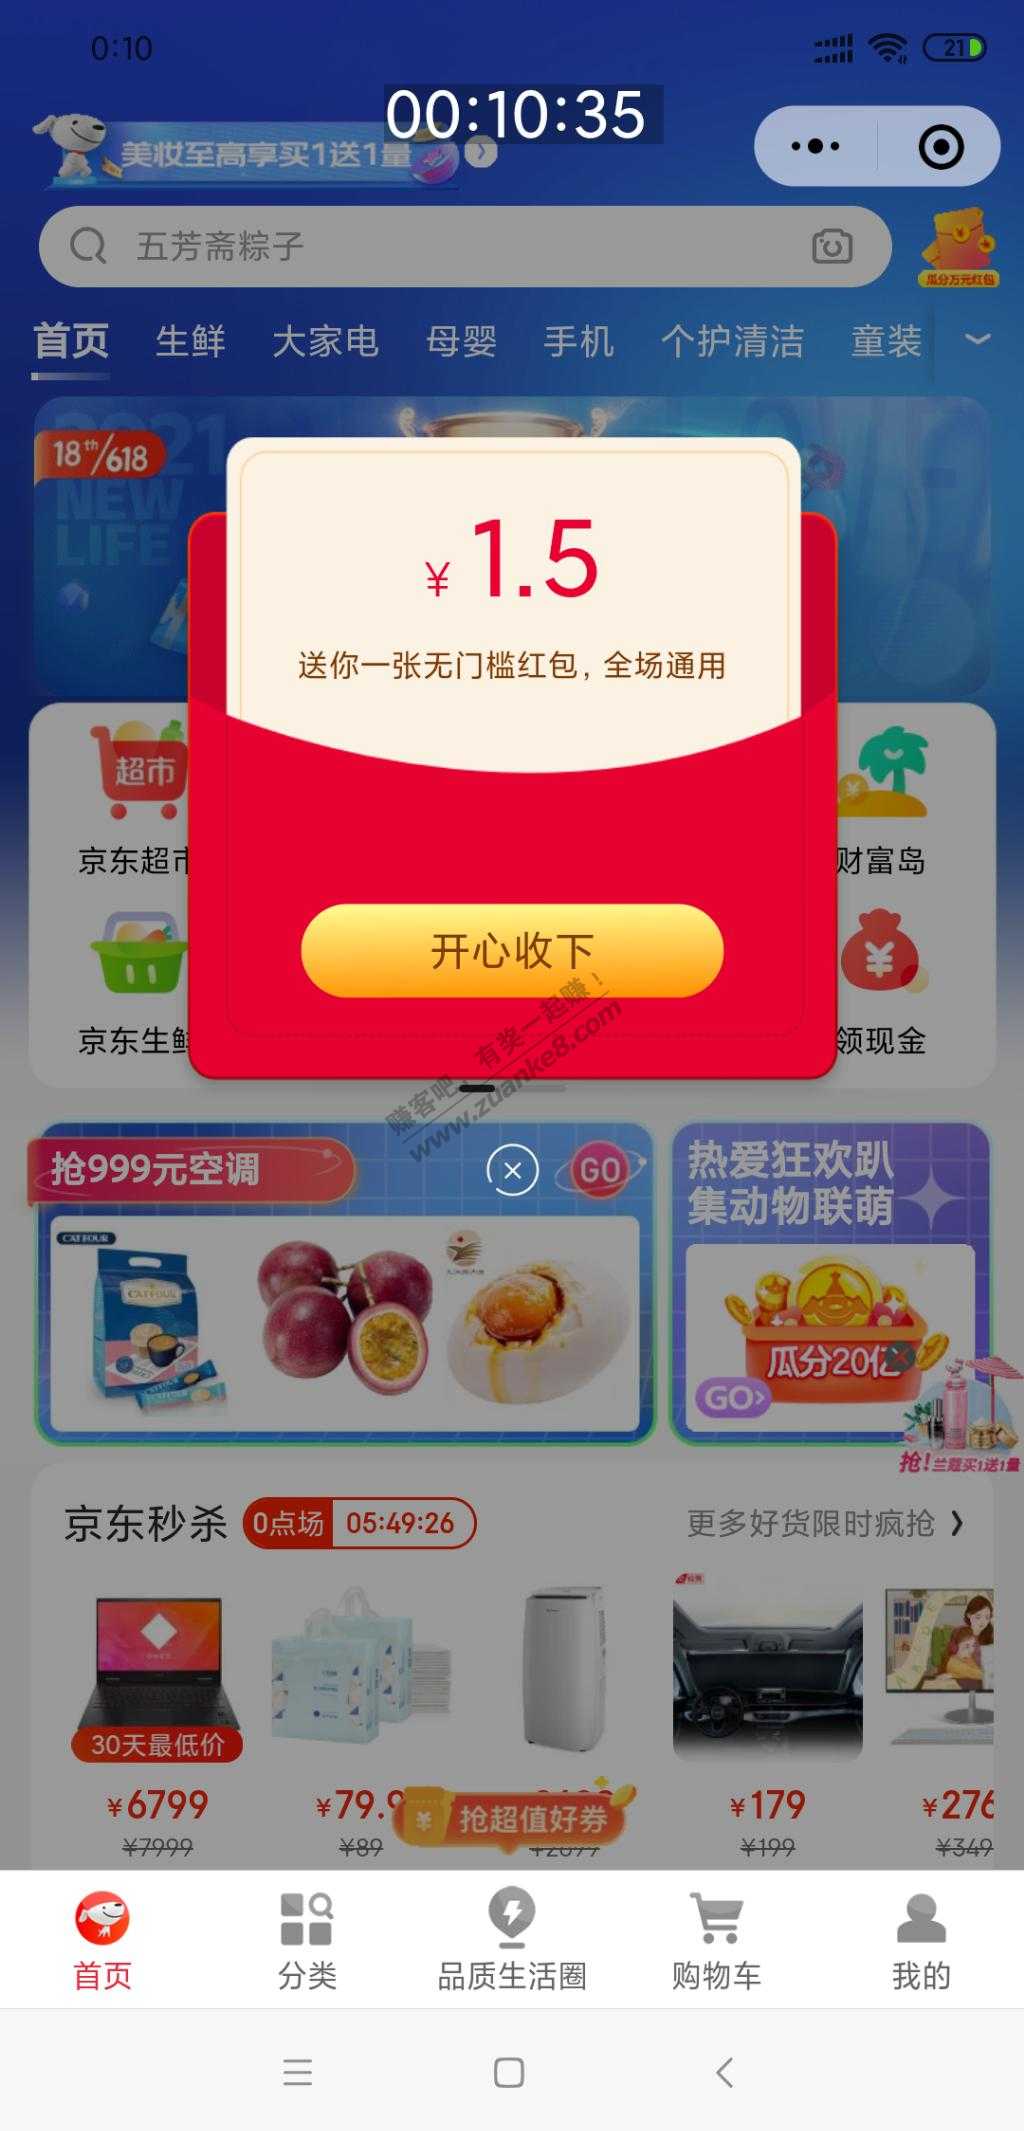 0:10
21
00:10:35
美妆至高享买1送1量
五芳斋粽子
瓜分万元红包
首页 生鲜 大家电 母婴 手机 个护清洁 童装
18th/618
2021
NEW
LIFE
¥ 1.5
送你一张无门槛红包，全场通用
超市
京东超市
财富岛
开心收下
京东生鲜
领现金
赚客吧，有奖一起赚！
www.zuanke8.com
抢999元空调
GO
热爱狂欢趴
集动物联萌
CATFOUR
CATFOUR
瓜分20亿
GO
抢！兰蔻买1送1量
京东秒杀 0点场 05:49:26 更多好货限时疯抢
30天最低价
¥6799 ¥79.9 ¥179 ¥276
抢超值好券
¥7999 ¥89 ¥199 ¥349
首页 分类 品质生活圈 购物车 我的